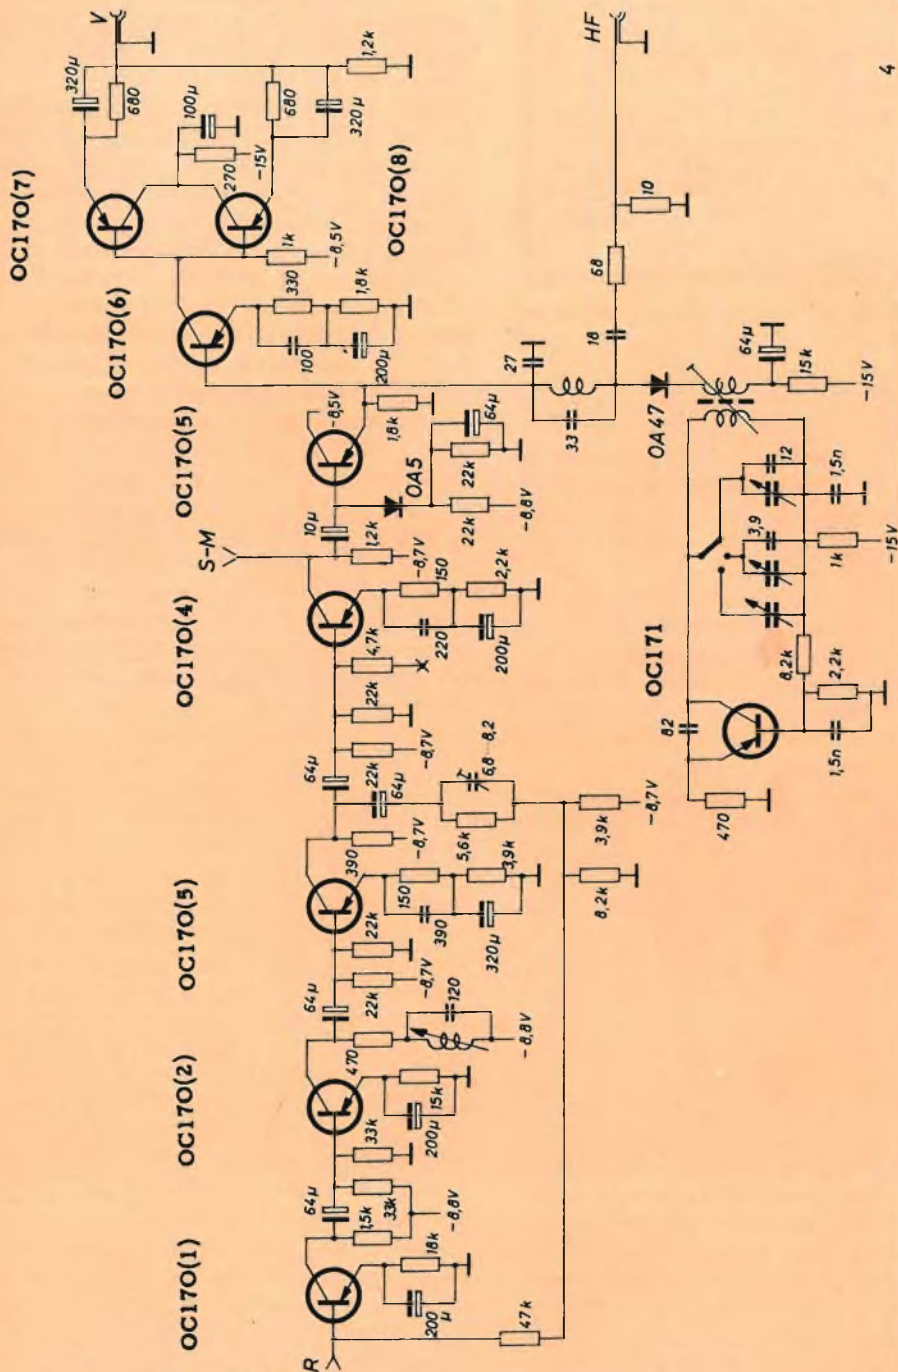 OC170(1)
OC170(2)
OC170(5)
OC170(4)
OC170(5)
OC170(6)
OC170(7)
OC170(8)
R
200µ
18k
47k
1,5k
64µ
33k
-8,8V
33k
200µ
15k
470
120
-8,8V
64µ
22k
-8,7V
22k
150
390
3,9k
320µ
390
-8,7V
64µ
22k
-8,7V
64µ
5,6k
6,8
8,2
8,2k
3,9k
-8,7V
22k
4,7k
x
150
220
2,2k
200µ
S-M
1,2k
-8,7V
10µ
OA5
22k
-8,8V
22k
64µ
-8,5V
1,8k
330
100
1,8k
200µ
1k
-8,5V
270
-15V
100µ
320µ
680
680
320µ
1,2k
V
27
33
18
68
10
HF
OA47
64µ
15k
-15V
OC171
82
470
1,5n
2,2k
8,2k
3,9
12
1k
-15V
1,5n
4